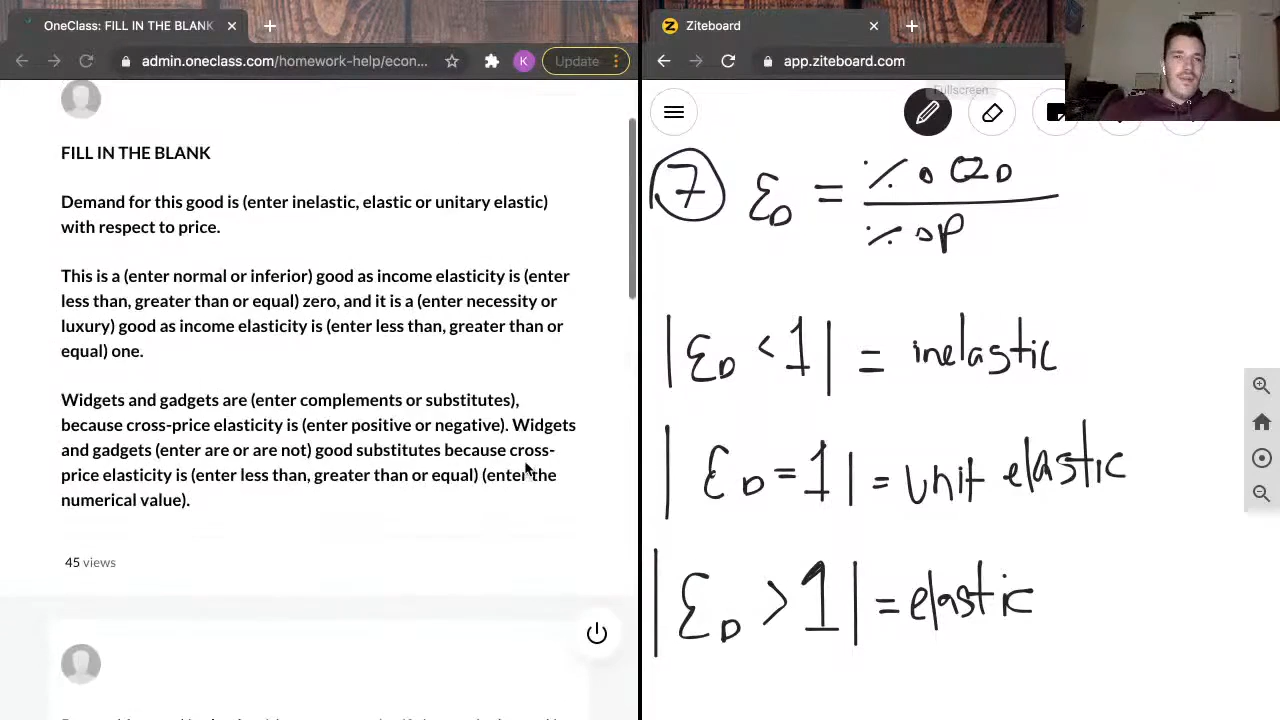 OneClass: FILL IN THE BLANK
Ziteboard
admin.oneclass.com/homework-help/econ...
K
Update
app.ziteboard.com
Fullscreen
FILL IN THE BLANK
Demand for this good is (enter inelastic, elastic or unitary elastic)
with respect to price.
This is a (enter normal or inferior) good as income elasticity is (enter
less than, greater than or equal) zero, and it is a (enter necessity or
luxury) good as income elasticity is (enter less than, greater than or
equal) one.
Widgets and gadgets are (enter complements or substitutes),
because cross-price elasticity is (enter positive or negative). Widgets
and gadgets (enter are or are not) good substitutes because cross-
price elasticity is (enter less than, greater than or equal) (enter the
numerical value).
45 views
7 ƐD = % Δ QD
% ΔP
|ƐD < 1| = inelastic
|ƐD = 1| = unit elastic
|ƐD > 1| = elastic